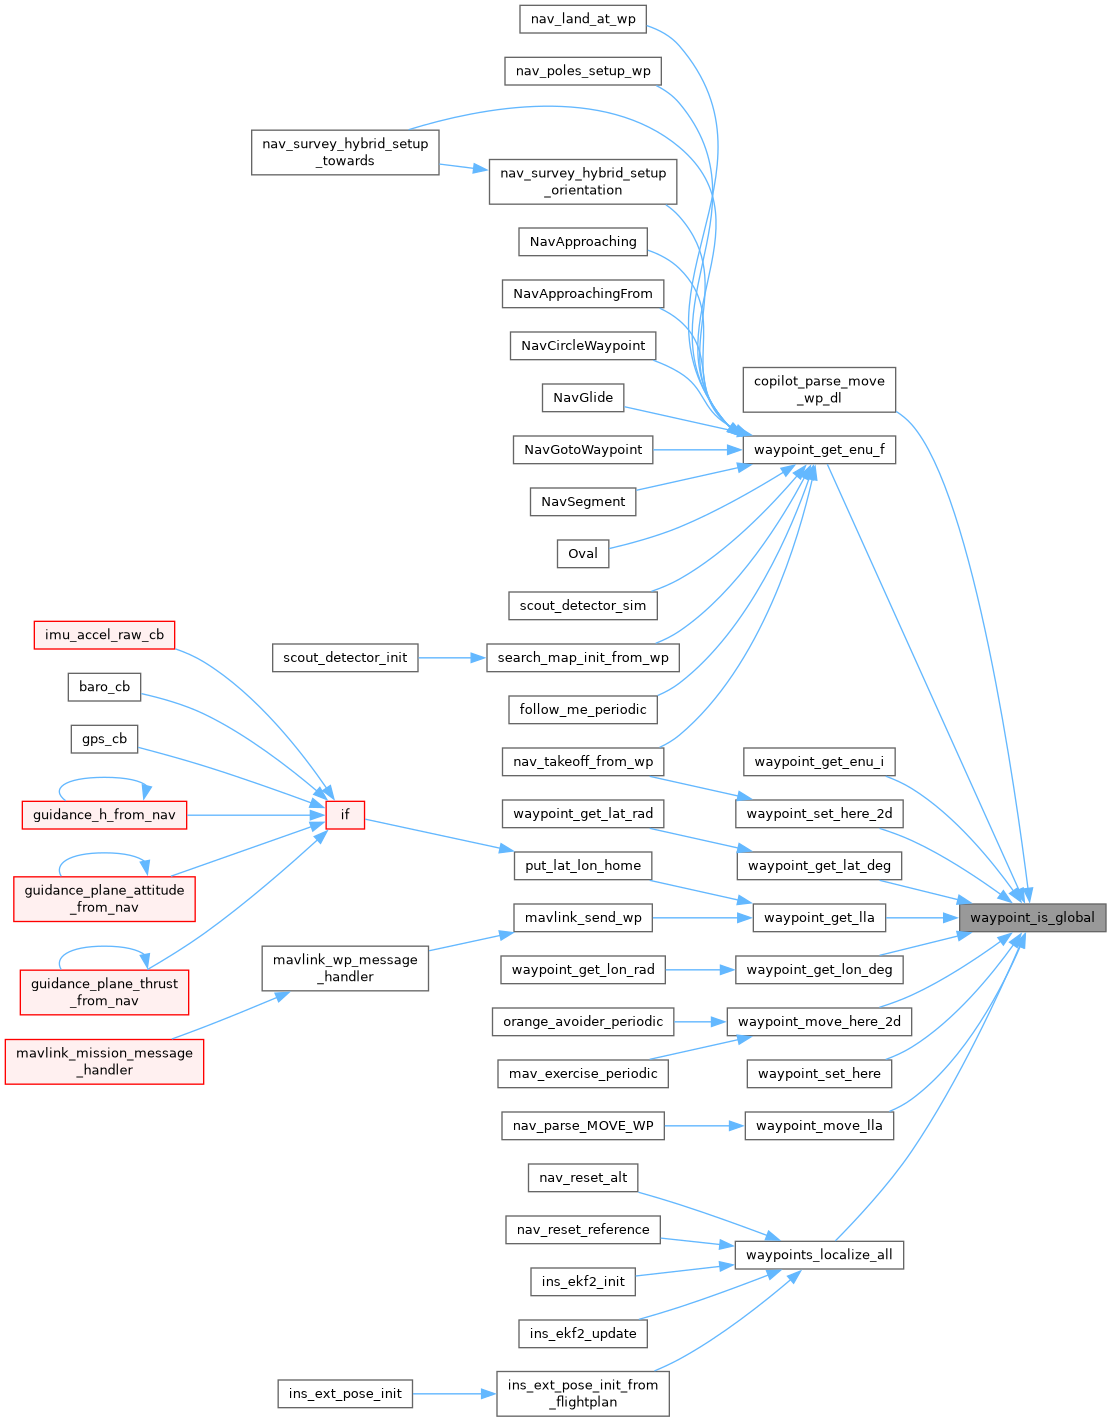 nav_land_at_wp
nav_poles_setup_wp
nav_survey_hybrid_setup
_towards
nav_survey_hybrid_setup
_orientation
NavApproaching
NavApproachingFrom
NavCircleWaypoint
copilot_parse_move
_wp_dl
NavGlide
NavGotoWaypoint
waypoint_get_enu_f
NavSegment
Oval
scout_detector_sim
imu_accel_raw_cb
scout_detector_init
search_map_init_from_wp
baro_cb
follow_me_periodic
gps_cb
nav_takeoff_from_wp
waypoint_get_enu_i
guidance_h_from_nav
if
waypoint_get_lat_rad
waypoint_set_here_2d
put_lat_lon_home
waypoint_get_lat_deg
guidance_plane_attitude
_from_nav
mavlink_send_wp
waypoint_get_lla
waypoint_is_global
mavlink_wp_message
_handler
waypoint_get_lon_rad
waypoint_get_lon_deg
guidance_plane_thrust
_from_nav
orange_avoider_periodic
waypoint_move_here_2d
mavlink_mission_message
_handler
mav_exercise_periodic
waypoint_set_here
nav_parse_MOVE_WP
waypoint_move_lla
nav_reset_alt
nav_reset_reference
waypoints_localize_all
ins_ekf2_init
ins_ekf2_update
ins_ext_pose_init
ins_ext_pose_init_from
_flightplan